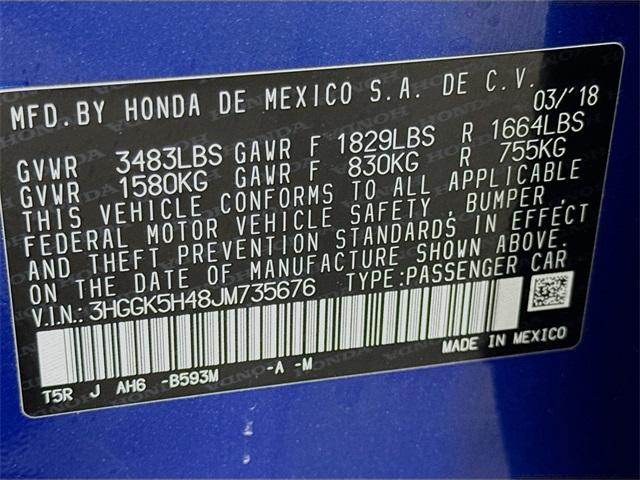 MFD.BY HONDA DE MEXICO S.A. DE C.V. 03/'18
GVWR 3483LBS GAWR F 1829LBS R 1664LBS
GVWR 1580KG GAWR F 830KG R 755KG
THIS VEHICLE CONFORMS TO ALL APPLICABLE
FEDERAL MOTOR VEHICLE SAFETY , BUMPER ,
AND THEFT PREVENTION STANDARDS IN EFFECT
ON THE DATE OF MANUFACTURE SHOWN ABOVE.
V.I.N.: 3HGGK5H48JM735676 TYPE:PASSENGER CAR
T5R J AH6 -B593M -A -M MADE IN MEXICO